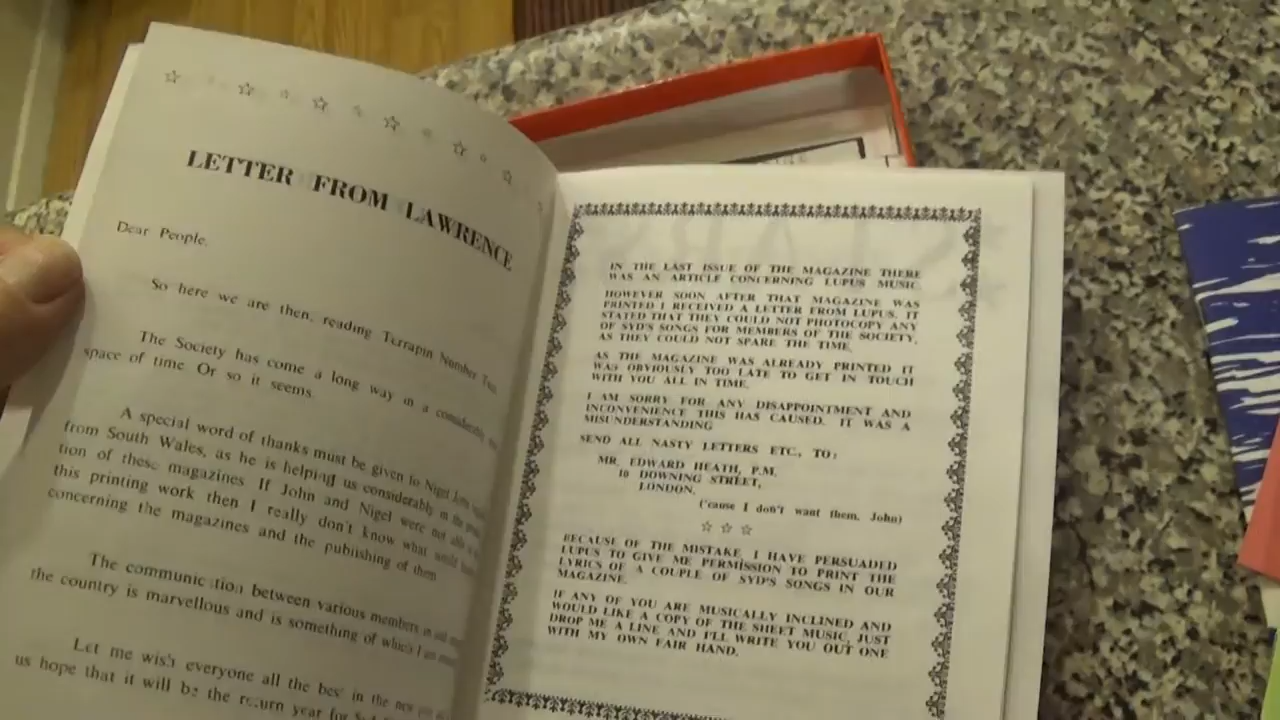 LETTER FROM LAWRENCE
Dear People,
So here we are then, reading Terrapin Number Two.
The Society has come a long way in a
space of time. Or so it seems.
A special word of thanks must be given to Nigel
from South Wales, as he is helping us considerably in the
tion of these magazines If John and Nigel were not
this printing work then I really don't know what would
concerning the magazines and the publishing of them
The communic tion between various members
the country is marvellous and is something of which I am
Let me wish everyone all the best in the new
us hope that it will be the return year for
IN THE LAST ISSUE OF THE MAGAZINE THERE
WAS AN ARTICLE CONCERNING LUPUS MUSIC.
HOWEVER SOON AFTER THAT MAGAZINE WAS
PRINTED I RECEIVED A LETTER FROM LUPUS. IT
STATED THAT THEY COULD NOT PHOTOCOPY ANY
OF SYD'S SONGS FOR MEMBERS OF THE SOCIETY,
AS THEY COULD NOT SPARE THE TIME.
AS THE MAGAZINE WAS ALREADY PRINTED IT
WAS OBVIOUSLY TOO LATE TO GET IN TOUCH
WITH YOU ALL IN TIME.
I AM SORRY FOR ANY DISAPPOINTMENT AND
INCONVENIENCE THIS HAS CAUSED. IT WAS A
MISUNDERSTANDING
SEND ALL NASTY LETTERS ETC., TO:
MR. EDWARD HEATH, P.M.
10 DOWNING STREET,
LONDON.
('cause I don't want them. John)
BECAUSE OF THE MISTAKE, I HAVE PERSUADED
LUPUS TO GIVE ME PERMISSION TO PRINT THE
LYRICS OF A COUPLE OF SYD'S SONGS IN OUR
MAGAZINE.
IF ANY OF YOU ARE MUSICALLY INCLINED AND
WOULD LIKE A COPY OF THE SHEET MUSIC, JUST
DROP ME A LINE AND I'LL WRITE YOU OUT ONE
WITH MY OWN FAIR HAND.